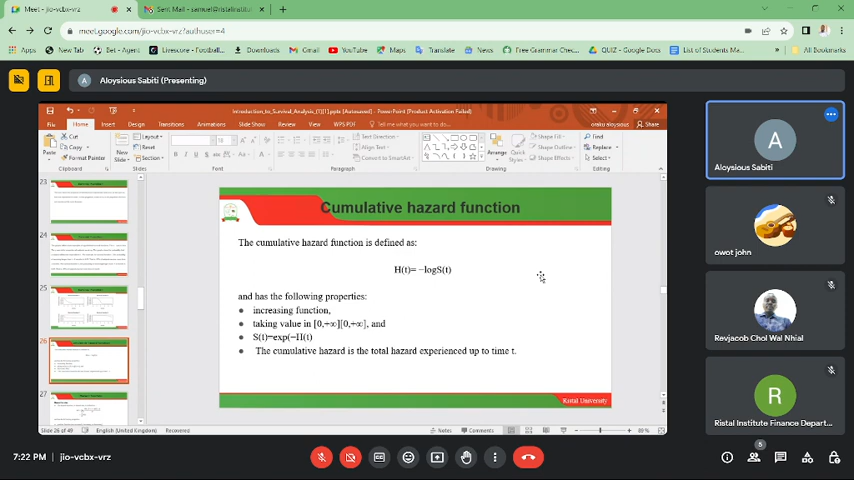 Meet - jio-vcbx-vrz
Sent Mail - samuel@ristalinstitut
meet.google.com/jio-vcbx-vrz?authuser=4
Apps
New Tab
Bet - Agent
Livescore - Football...
Downloads
Gmail
YouTube
Maps
Translate
News
Free Grammar Chec...
QUIZ - Google Docs
List of Students Ma...
All Bookmarks
A
Aloysious Sabiti (Presenting)
Introduction_to_Survival_Analysis_(1)[1].pptx [Autosaved] - PowerPoint (Product Activation Failed)
File
Home
Insert
Design
Transitions
Animations
Slide Show
Review
View
WPS PDF
Tell me what you want to do...
oraku aloysious
Share
Paste
Cut
Copy
Format Painter
New Slide
Layout
Reset
Section
Text Direction
Align Text
Convert to SmartArt
Arrange
Quick Styles
Shape Fill
Shape Outline
Shape Effects
Find
Replace
Select
Clipboard
Slides
Font
Paragraph
Drawing
Editing
23
24
25
26
27
Cumulative hazard function
The cumulative hazard function is defined as:
H(t)= −logS(t)
and has the following properties:
● increasing function,
● taking value in [0,+∞][0,+∞], and
● S(t)=exp(−H(t)
● The cumulative hazard is the total hazard experienced up to time t.
Ristal University
Slide 26 of 49
English (United Kingdom)
Recovered
Notes
Comments
89 %
A
Aloysious Sabiti
owot john
Revjacob Chol Wal Nhial
R
Ristal Institute Finance Depart...
7:22 PM
jio-vcbx-vrz